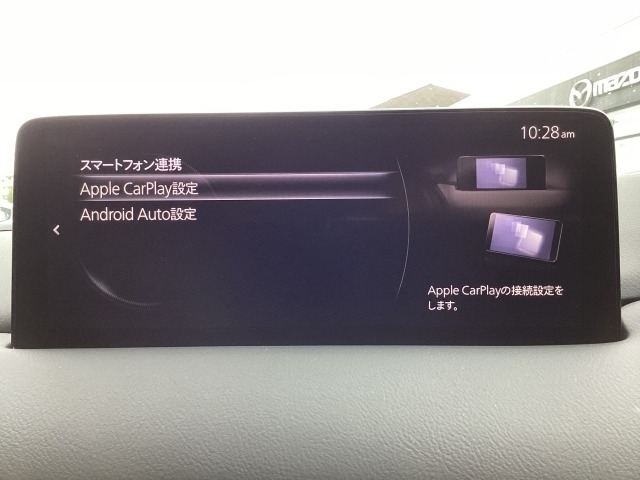 mazda
10:28am
スマートフォン連携
Apple CarPlay設定
Android Auto設定
Apple CarPlayの接続設定を
します。